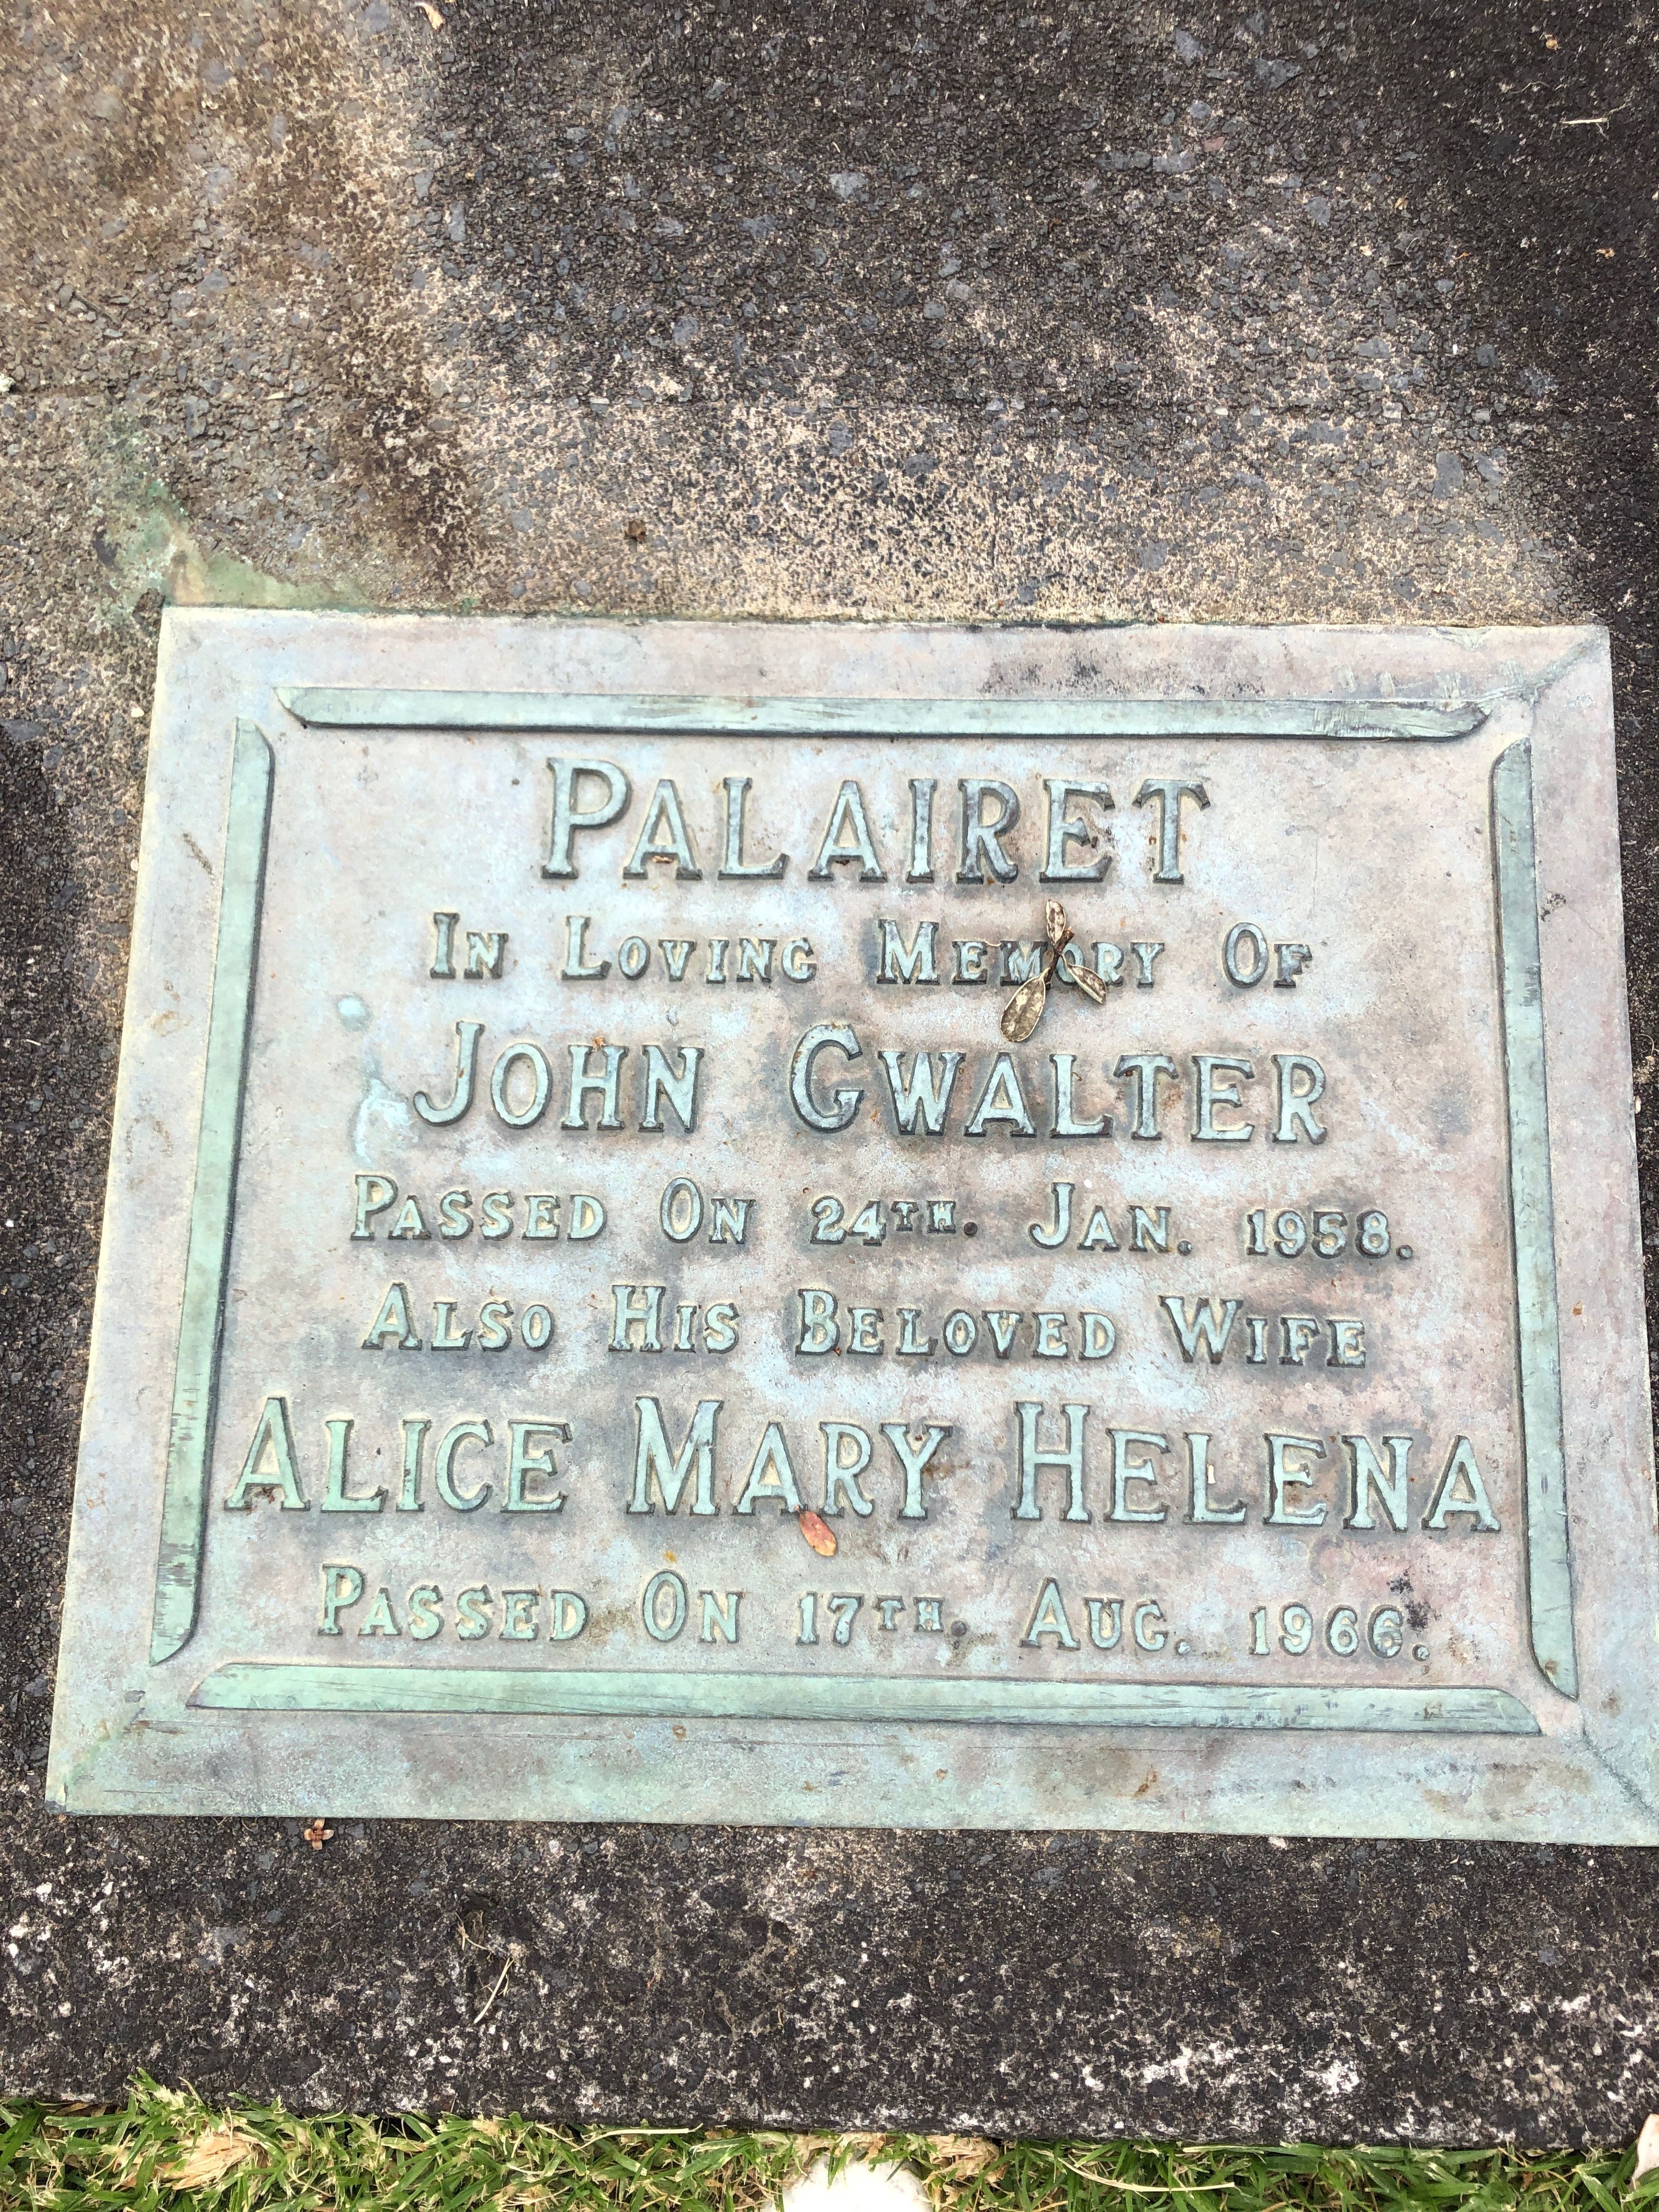 PALAIRET
IN LOVING MEMORY OF
JOHN GWALTER
PASSED ON 24TH. JAN. 1958.
ALSO HIS BELOVED WIFE
ALICE MARY HELENA
PASSED ON 17TH. AUG. 1966.